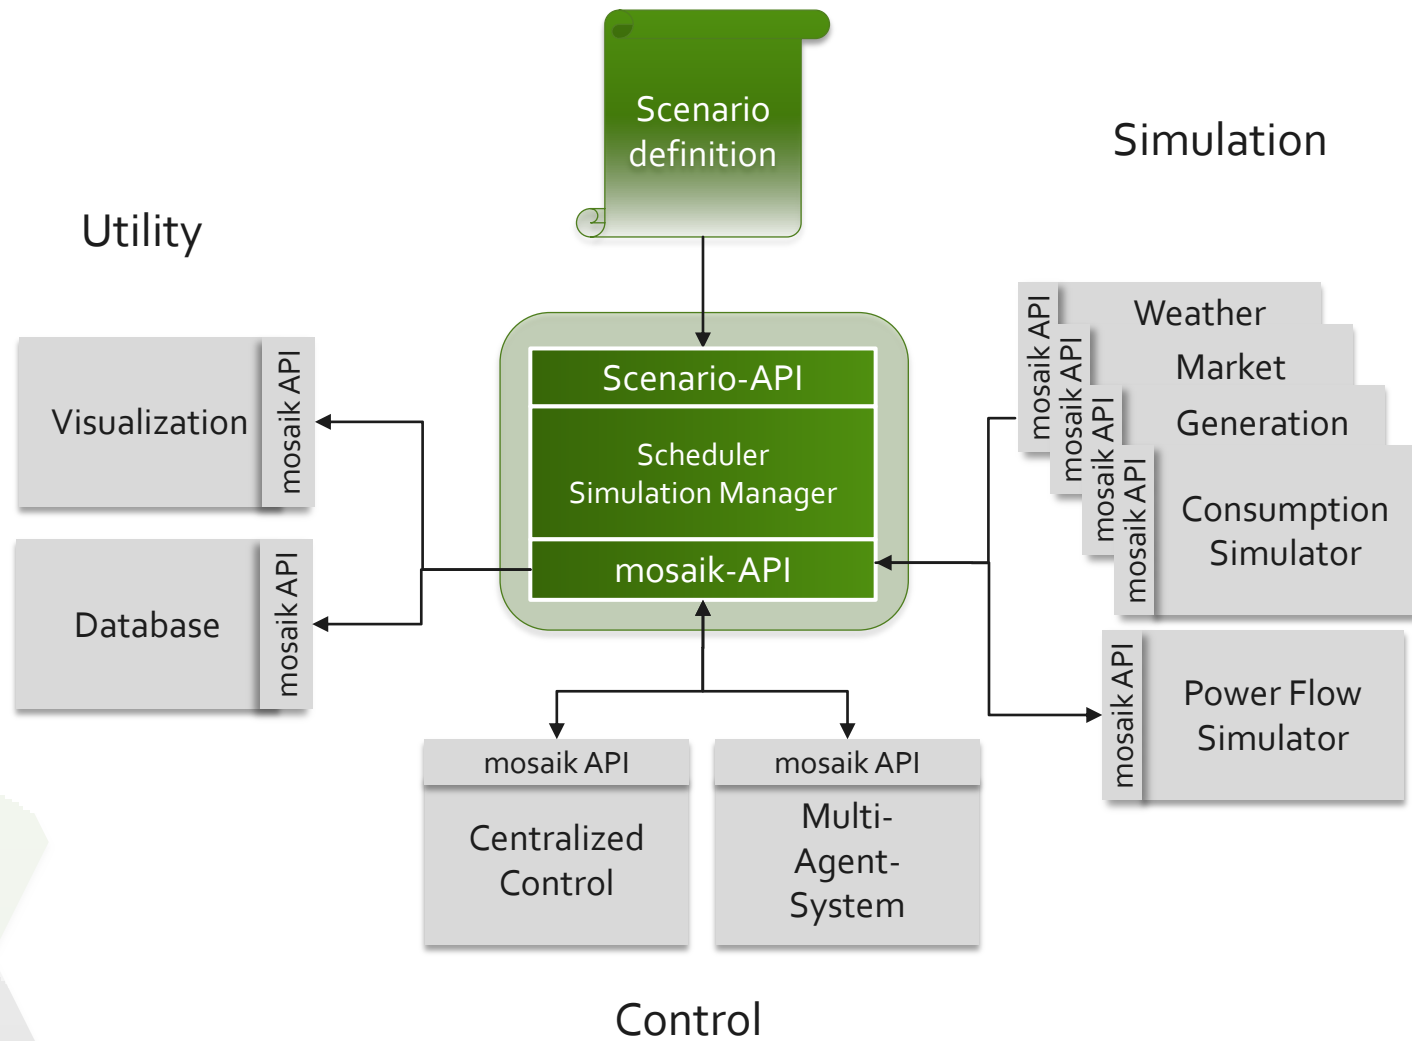 Scenario
definition
Simulation
Utility
mosaik API
Weather
mosaik API
Market
mosaik API
Generation
mosaik API
Consumption
Simulator
Visualization
mosaik API
Scenario-API
Scheduler
Simulation Manager
mosaik-API
Database
mosaik API
mosaik API
Power Flow
Simulator
mosaik API
Centralized
Control
mosaik API
Multi-
Agent-
System
Control